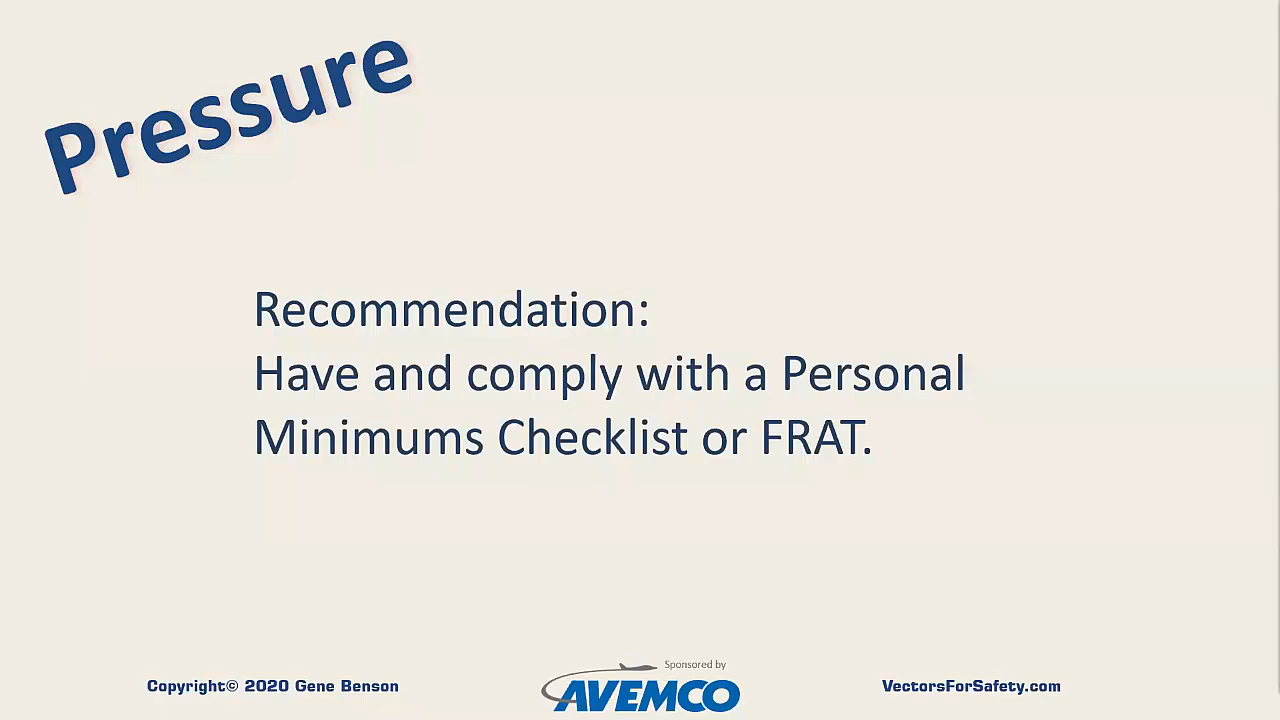 Pressure
Recommendation:
Have and comply with a Personal
Minimums Checklist or FRAT.
Copyright© 2020 Gene Benson
Sponsored by
AVEMCO
VectorsForSafety.com